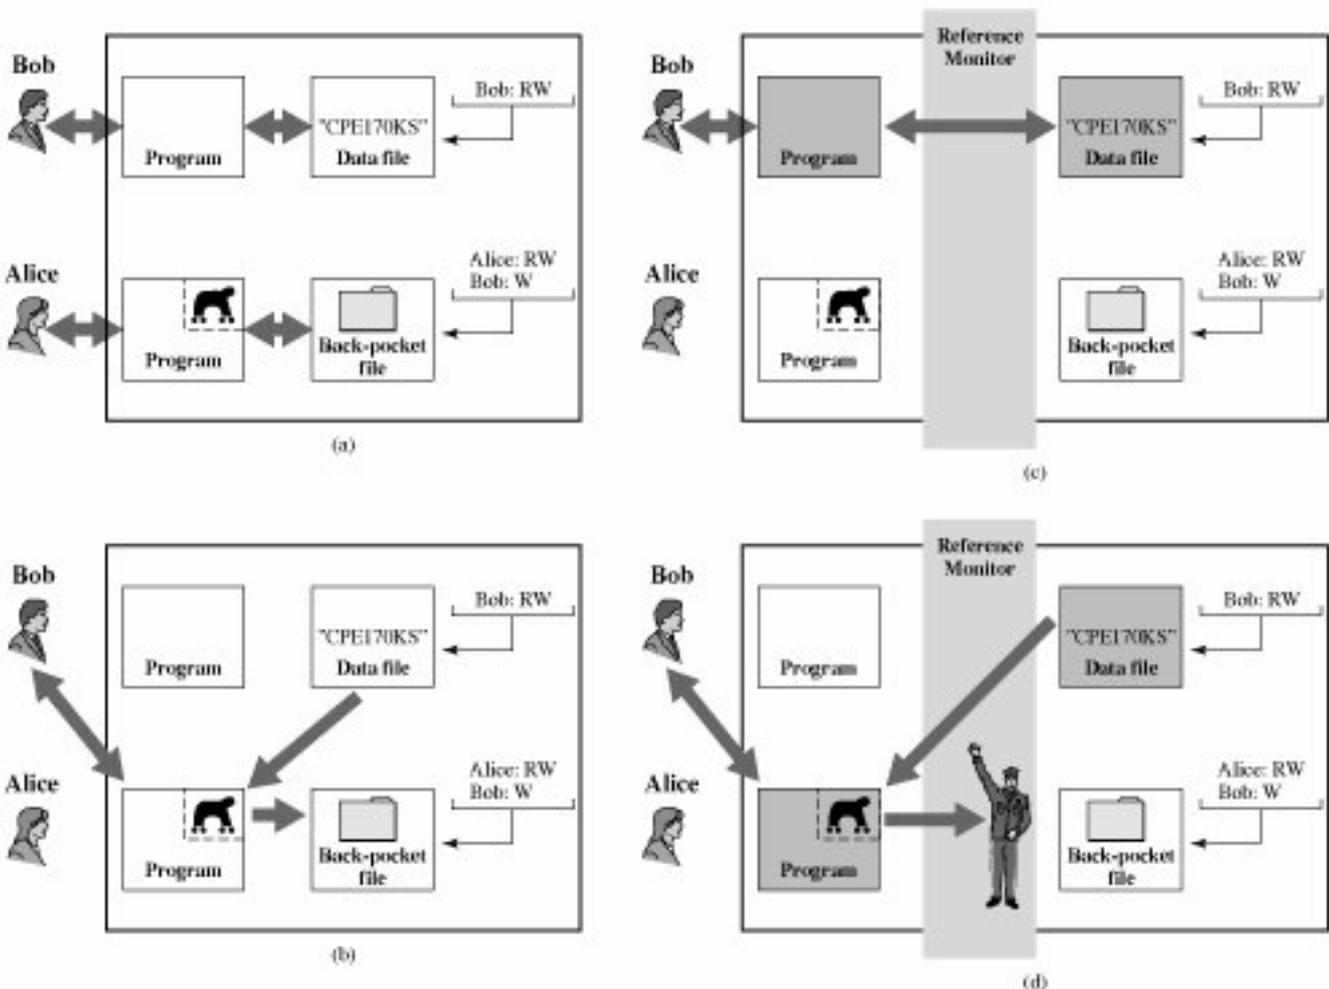 Bob
Program
"CPE170KS"
Data file
Bob: RW
Alice
Program
Back-pocket
file
Alice: RW
Bob: W
(a)
Reference
Monitor
Bob
Program
"CPE170KS"
Data file
Bob: RW
Alice
Program
Back-pocket
file
Alice: RW
Bob: W
(c)
Bob
Program
"CPE170KS"
Data file
Bob: RW
Alice
Program
Back-pocket
file
Alice: RW
Bob: W
(b)
Reference
Monitor
Bob
Program
"CPE170KS"
Data file
Bob: RW
Alice
Program
Back-pocket
file
Alice: RW
Bob: W
(d)